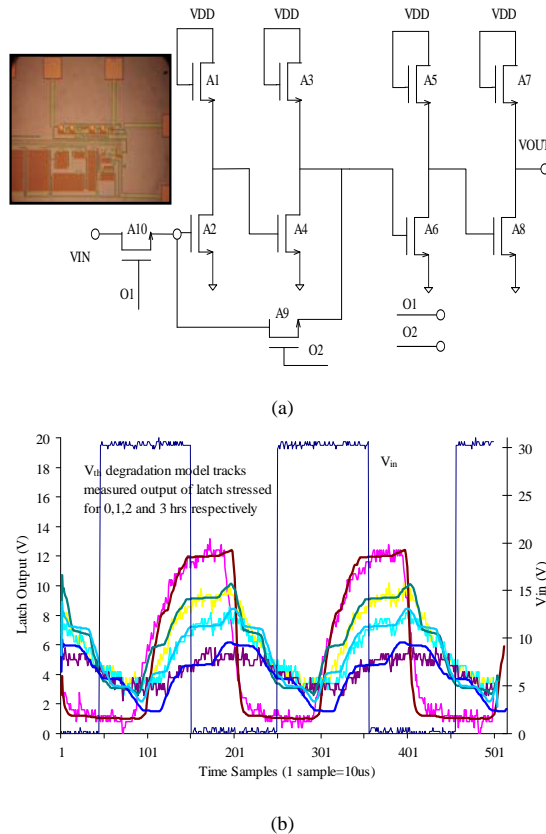 VDD VDD VDD VDD
A1 A3 A5 A7
VOUT
A10 A2 A4 A6 A8
VIN
O1 A9 O1
O2 O2
(a)
20 30
18 25
16 20
14 15
12 10
10 5
8 0
6
4
2
0
Vth degradation model tracks
measured output of latch stressed
for 0,1,2 and 3 hrs respectively
Vin
Latch Output (V)
Vin (V)
1 101 201 301 401 501
Time Samples (1 sample=10us)
(b)